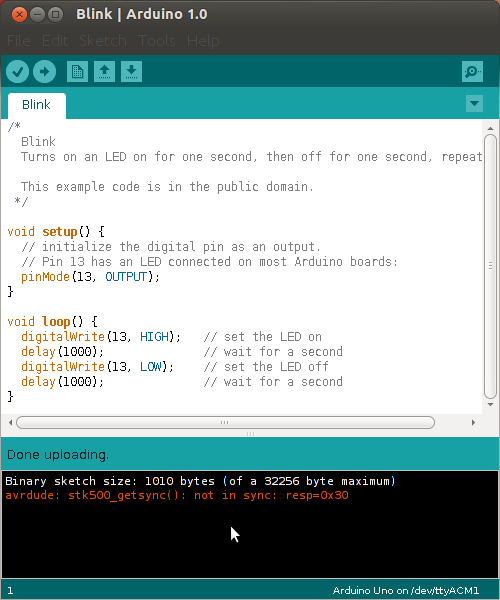 Blink | Arduino 1.0
File Edit Sketch Tools Help
Blink
/*
  Blink
  Turns on an LED on for one second, then off for one second, repeat
  This example code is in the public domain.
 */
void setup() {
  // initialize the digital pin as an output.
  // Pin 13 has an LED connected on most Arduino boards:
  pinMode(13, OUTPUT);
}
void loop() {
  digitalWrite(13, HIGH);   // set the LED on
  delay(1000);              // wait for a second
  digitalWrite(13, LOW);    // set the LED off
  delay(1000);              // wait for a second
}
Done uploading.
Binary sketch size: 1010 bytes (of a 32256 byte maximum)
avrdude: stk500_getsync(): not in sync: resp=0x30
1 Arduino Uno on /dev/ttyACM1